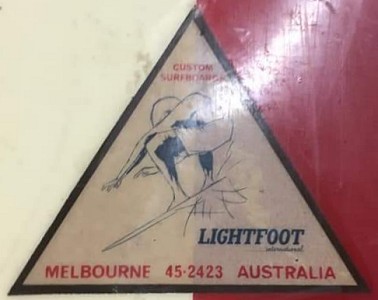 CUSTOM
SURFBOARDS
LIGHTFOOT
international
MELBOURNE 45-2423 AUSTRALIA